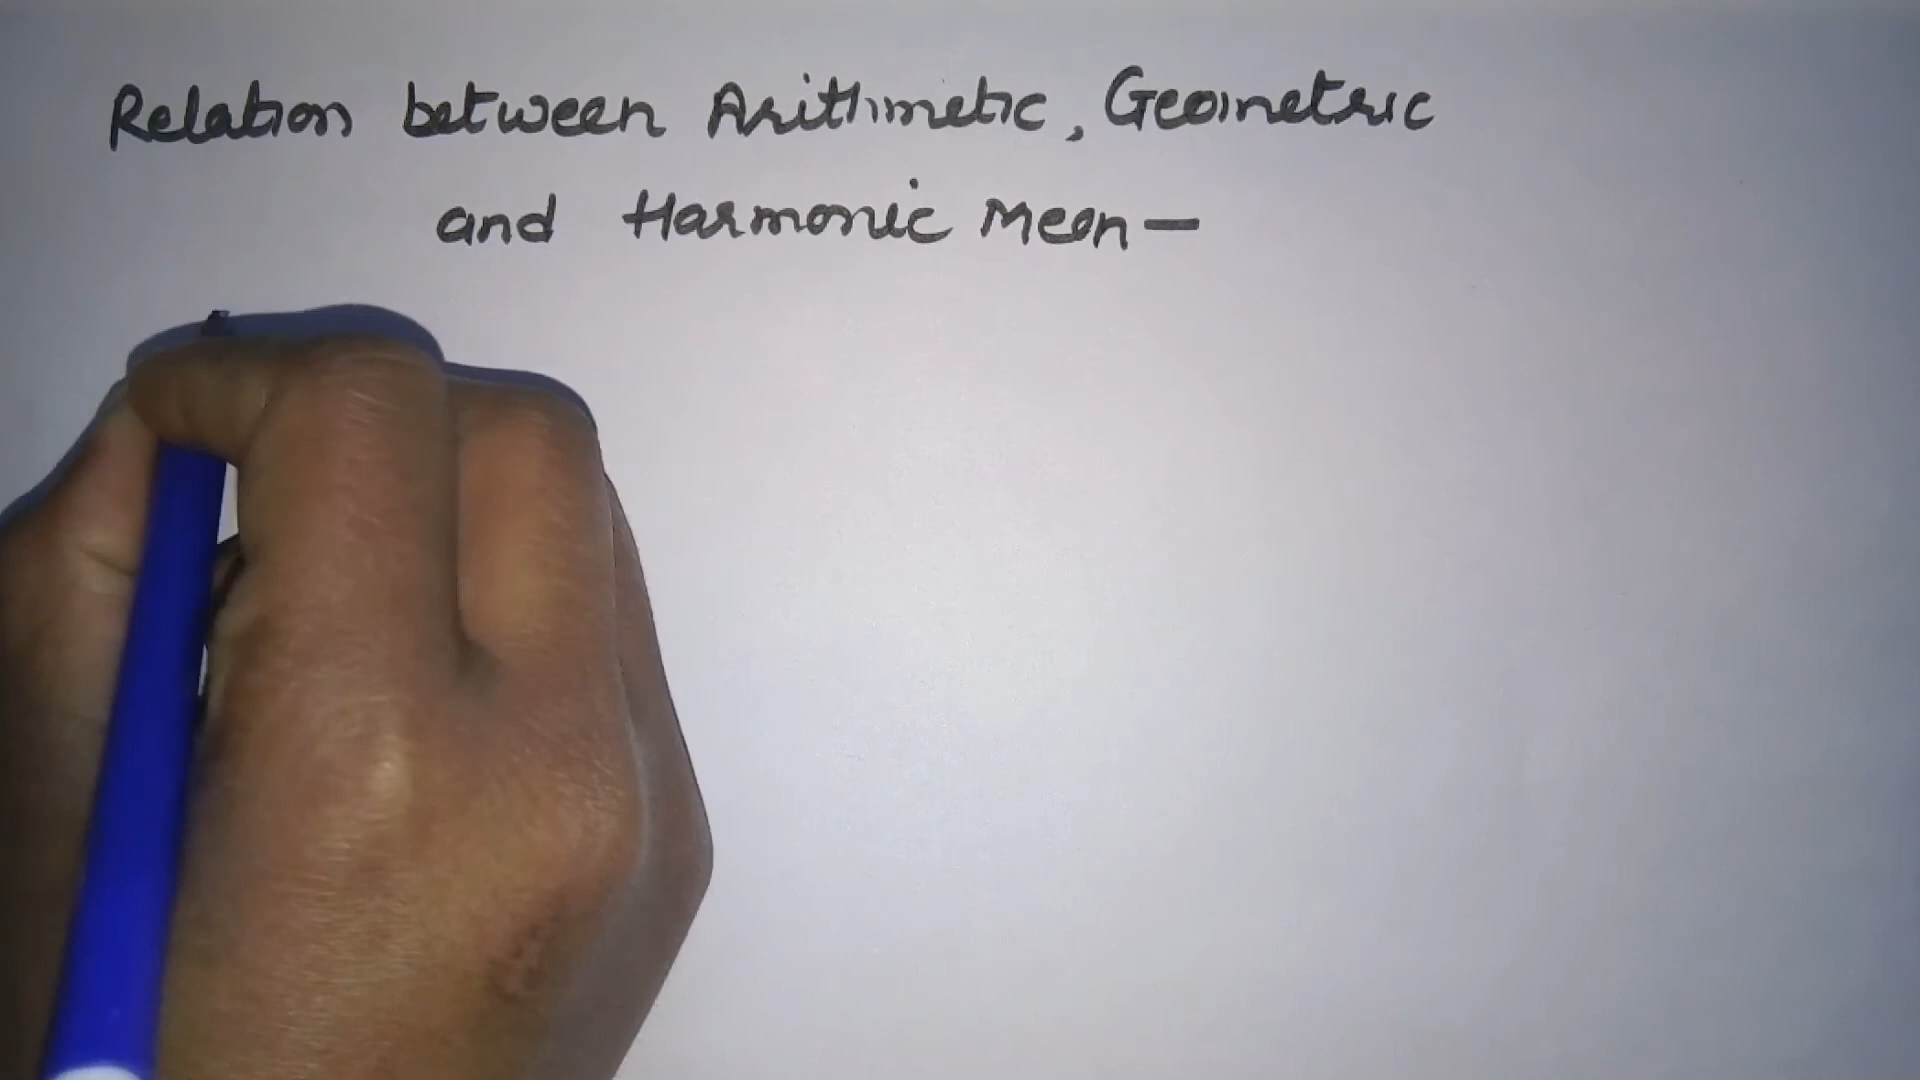 Relation between Arithmetic, Geometric
and Harmonic Mean —